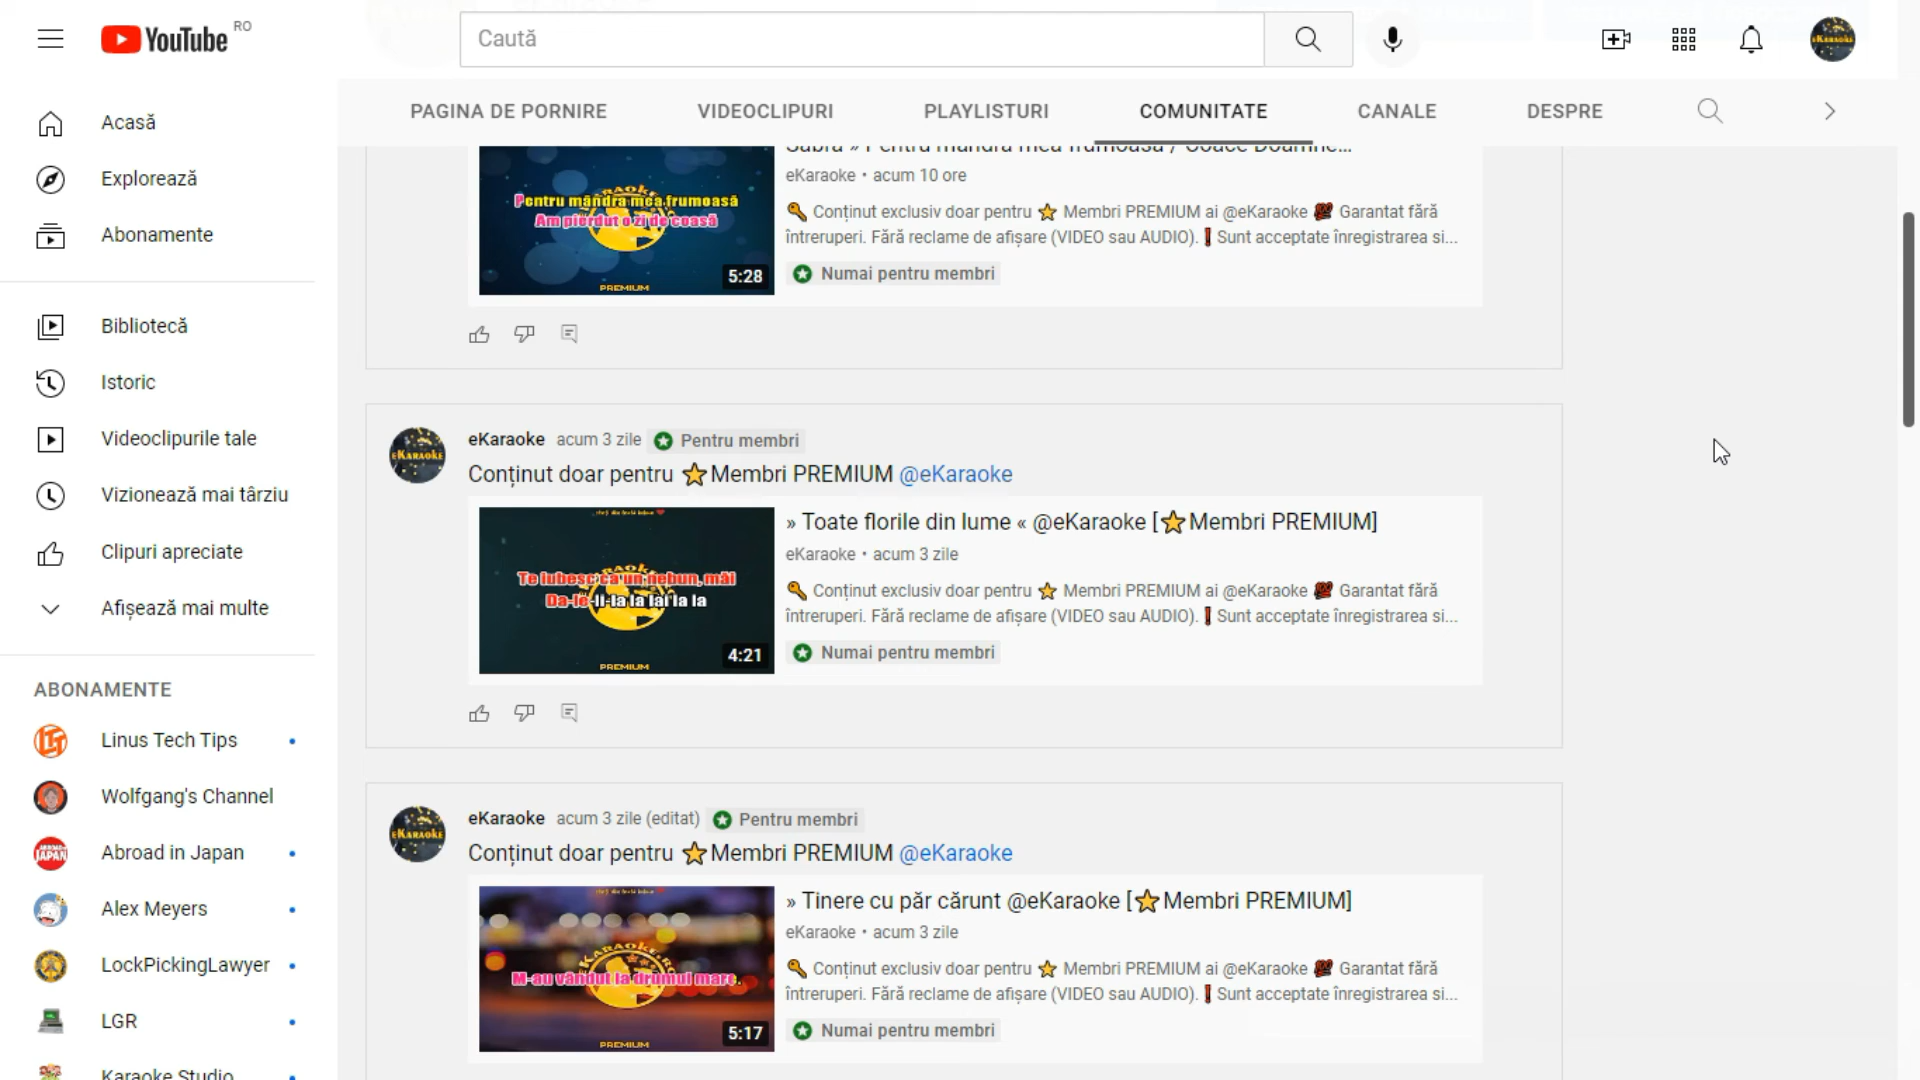 YouTube RO
Caută
PAGINA DE PORNIRE VIDEOCLIPURI PLAYLISTURI COMUNITATE CANALE DESPRE
Acasă
Explorează
Abonamente
Bibliotecă
Istoric
Videoclipurile tale
Vizionează mai târziu
Clipuri apreciate
Afișează mai multe
ABONAMENTE
Linus Tech Tips
Wolfgang's Channel
Abroad in Japan
Alex Meyers
LockPickingLawyer
LGR
Karaoke Studio
Sabra » Pentru mândra mea frumoasă / Coace Doamne...
eKaraoke • acum 10 ore
Pentru mândra mea frumoasă
Am pierdut o zi de coasă
PREMIUM
5:28
🔑 Conținut exclusiv doar pentru ⭐ Membri PREMIUM ai @eKaraoke 💯 Garantat fără
întreruperi. Fără reclame de afișare (VIDEO sau AUDIO). ❗ Sunt acceptate înregistrarea si...
Numai pentru membri
eKaraoke acum 3 zile Pentru membri
Conținut doar pentru ⭐Membri PREMIUM @eKaraoke
Te iubesc ca un nebun, măi
Da-le-li-la la lai la la
PREMIUM
4:21
» Toate florile din lume « @eKaraoke [⭐Membri PREMIUM]
eKaraoke • acum 3 zile
🔑 Conținut exclusiv doar pentru ⭐ Membri PREMIUM ai @eKaraoke 💯 Garantat fără
întreruperi. Fără reclame de afișare (VIDEO sau AUDIO). ❗ Sunt acceptate înregistrarea si...
Numai pentru membri
eKaraoke acum 3 zile (editat) Pentru membri
Conținut doar pentru ⭐Membri PREMIUM @eKaraoke
M-au vândut la drumul mare.
PREMIUM
5:17
» Tinere cu păr cărunt @eKaraoke [⭐Membri PREMIUM]
eKaraoke • acum 3 zile
🔑 Conținut exclusiv doar pentru ⭐ Membri PREMIUM ai @eKaraoke 💯 Garantat fără
întreruperi. Fără reclame de afișare (VIDEO sau AUDIO). ❗ Sunt acceptate înregistrarea si...
Numai pentru membri